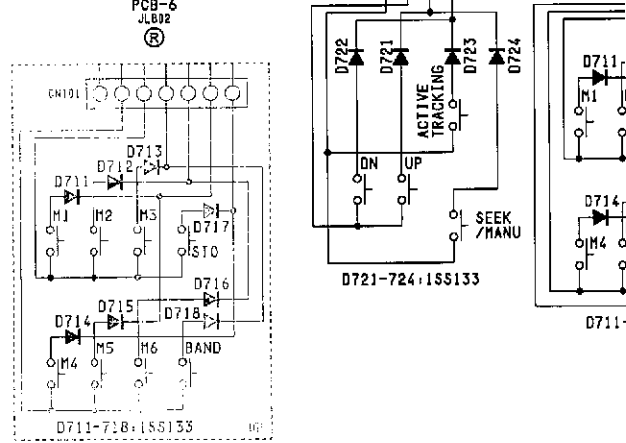 PCB-6
JLB02
R
CN101
D713
D712
D711
M1
M2
M3
D717
STO
D716
D715
D718
D714
M4
M5
M6
BAND
D711-718:1SS133
D722
D721
D723
D724
ACTIVE
TRACKING
DN
UP
SEEK
/MANU
D721-724:1SS133
D711
M1
D714
M4
D711-